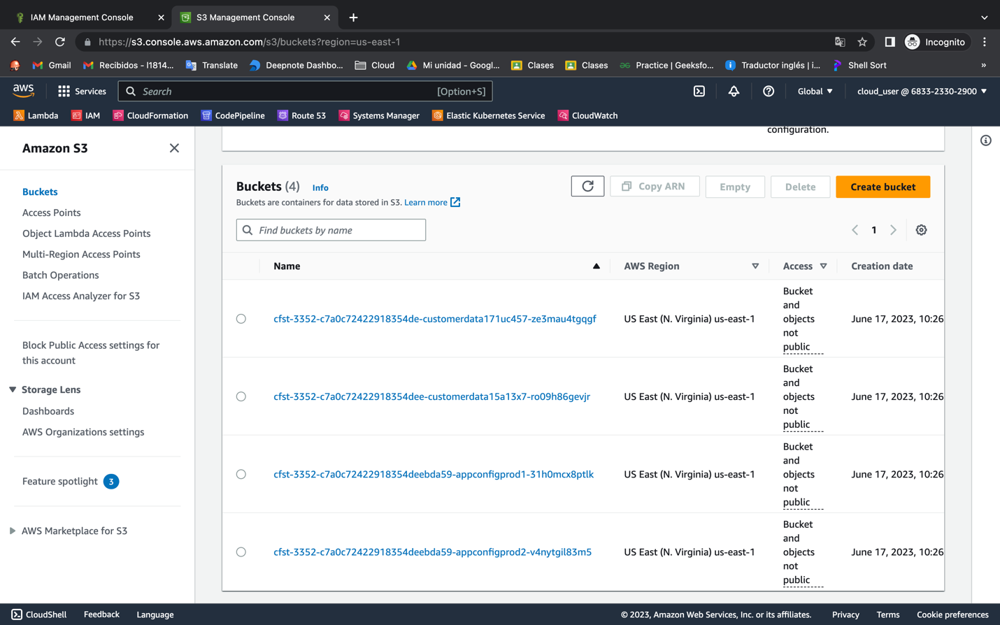 IAM Management Console
S3 Management Console
https://s3.console.aws.amazon.com/s3/buckets?region=us-east-1
Incognito
Gmail
Recibidos - l1814...
Translate
Deepnote Dashbo...
Cloud
Mi unidad - Googl...
Clases
Clases
Practice | Geeksfo...
Traductor inglés | i...
Shell Sort
»
aws
Services
Search
[Option+S]
Global
cloud_user @ 6833-2330-2900
Lambda
IAM
CloudFormation
CodePipeline
Route 53
Systems Manager
Elastic Kubernetes Service
CloudWatch
Amazon S3
Buckets
Access Points
Object Lambda Access Points
Multi-Region Access Points
Batch Operations
IAM Access Analyzer for S3
Block Public Access settings for
this account
Storage Lens
Dashboards
AWS Organizations settings
Feature spotlight 3
AWS Marketplace for S3
configuration.
Buckets (4) Info
Buckets are containers for data stored in S3. Learn more
Copy ARN
Empty
Delete
Create bucket
Find buckets by name
1
Name
AWS Region
Access
Creation date
cfst-3352-c7a0c72422918354de-customerdata171uc457-ze3mau4tgqgf
US East (N. Virginia) us-east-1
Bucket
and
objects
not
public
June 17, 2023, 10:26
cfst-3352-c7a0c72422918354dee-customerdata15a13x7-ro09h86gevjr
US East (N. Virginia) us-east-1
Bucket
and
objects
not
public
June 17, 2023, 10:26
cfst-3352-c7a0c72422918354deebda59-appconfigprod1-31h0mcx8ptlk
US East (N. Virginia) us-east-1
Bucket
and
objects
not
public
June 17, 2023, 10:26
cfst-3352-c7a0c72422918354deebda59-appconfigprod2-v4nytgil83m5
US East (N. Virginia) us-east-1
Bucket
and
objects
not
public
June 17, 2023, 10:26
CloudShell
Feedback
Language
© 2023, Amazon Web Services, Inc. or its affiliates.
Privacy
Terms
Cookie preferences